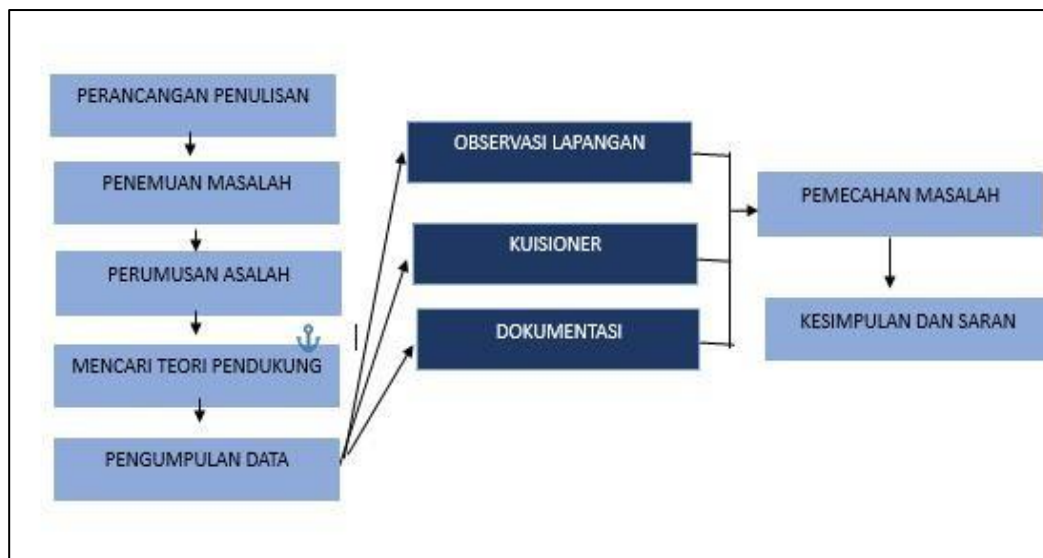 PERANCANGAN PENULISAN
PENEMUAN MASALAH
PERUMUSAN ASALAH
MENCARI TEORI PENDUKUNG
PENGUMPULAN DATA
OBSERVASI LAPANGAN
KUISIONER
DOKUMENTASI
PEMECAHAN MASALAH
KESIMPULAN DAN SARAN